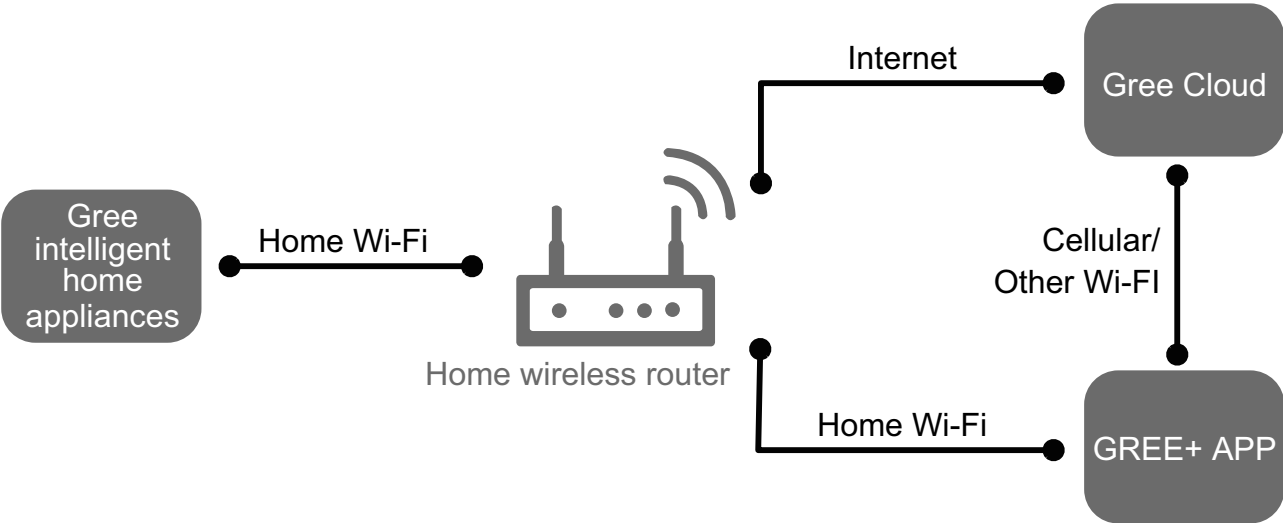 Internet
Gree Cloud
Gree
intelligent
home
appliances
Home Wi-Fi
Cellular/
Other Wi-FI
Home wireless router
Home Wi-Fi
GREE+ APP